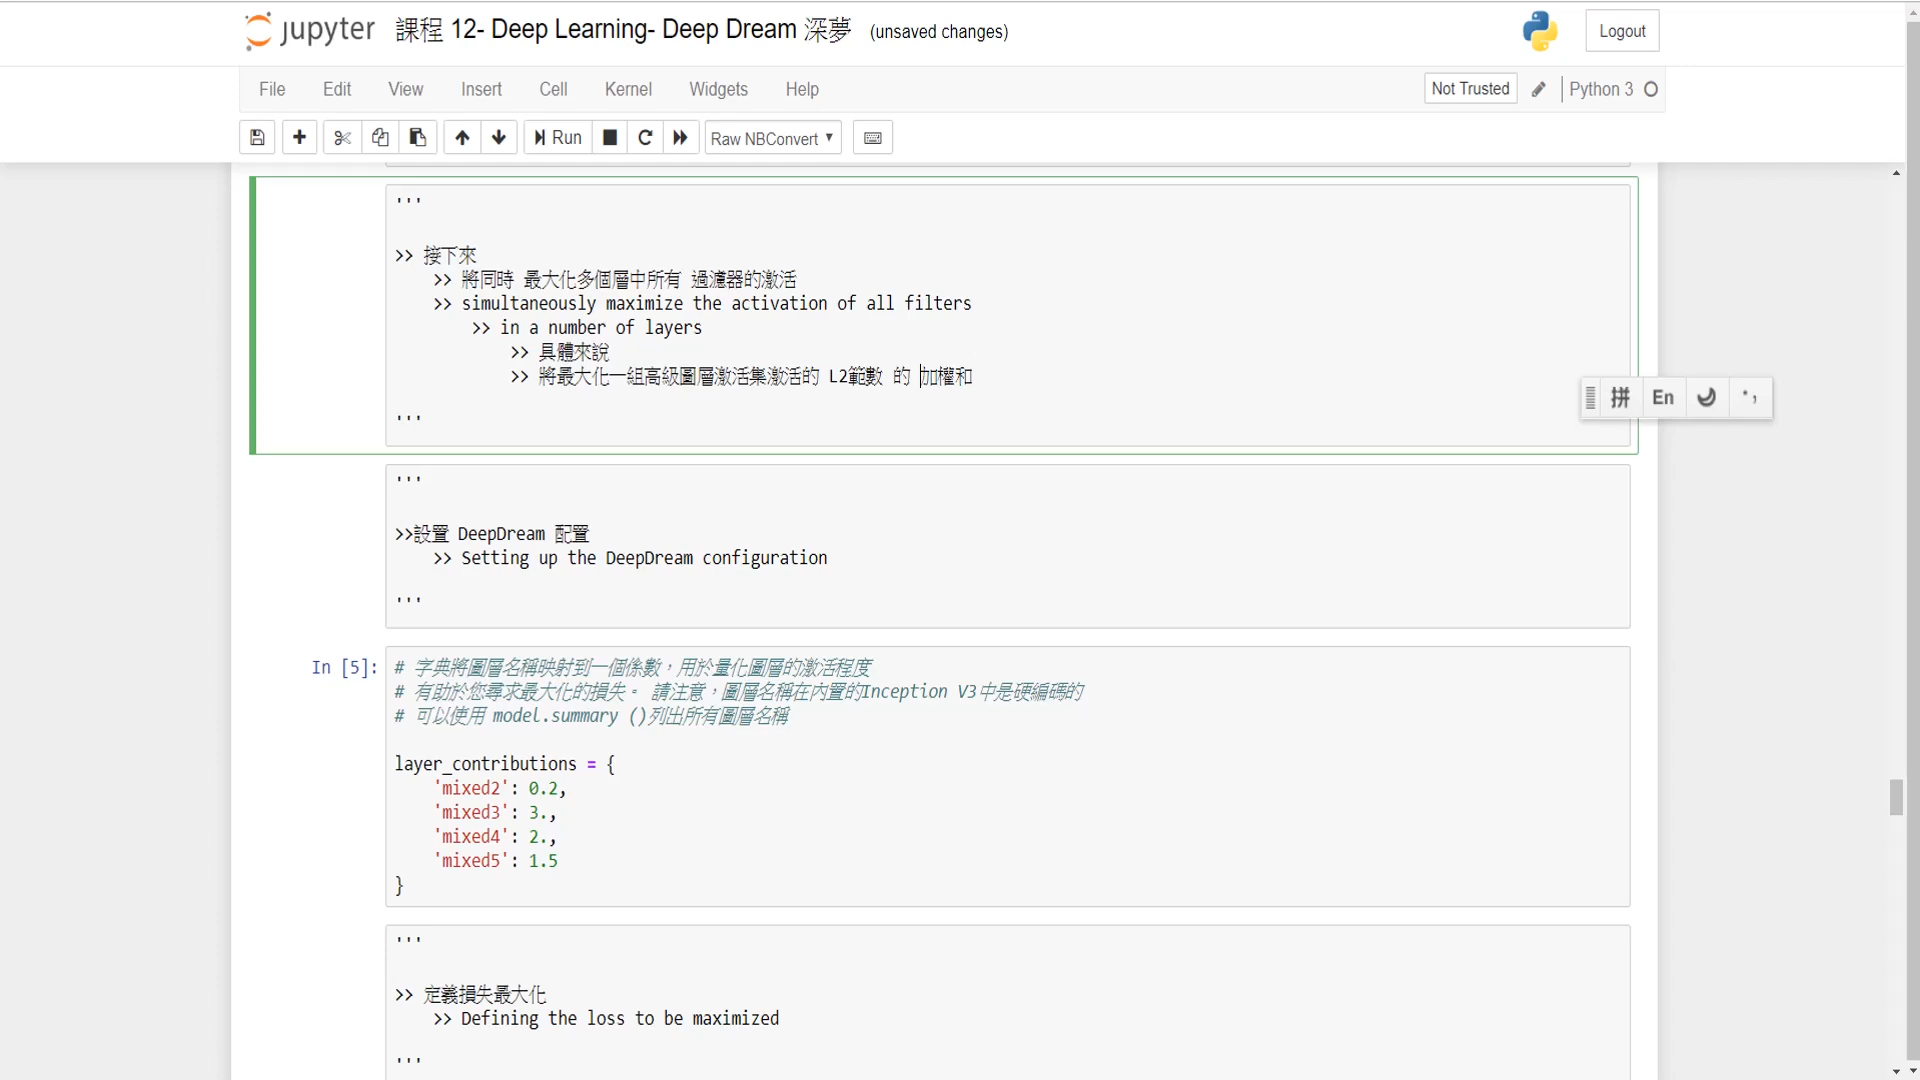 jupyter 課程 12- Deep Learning- Deep Dream 深夢 (unsaved changes)
Logout
File Edit View Insert Cell Kernel Widgets Help
Not Trusted Python 3
Run Raw NBConvert
'''
>> 接下來
>> 將同時 最大化多個層中所有 過濾器的激活
>> simultaneously maximize the activation of all filters
>> in a number of layers
>> 具體來說
>> 將最大化一組高級圖層激活集激活的 L2範數 的 加權和
拼 En
'''
'''
>>設置 DeepDream 配置
>> Setting up the DeepDream configuration
'''
In [5]:
# 字典將圖層名稱映射到一個係數，用於量化圖層的激活程度
# 有助於您尋求最大化的損失。 請注意，圖層名稱在內置的Inception V3中是硬編碼的
# 可以使用 model.summary ()列出所有圖層名稱
layer_contributions = {
'mixed2': 0.2,
'mixed3': 3.,
'mixed4': 2.,
'mixed5': 1.5
}
'''
>> 定義損失最大化
>> Defining the loss to be maximized
'''